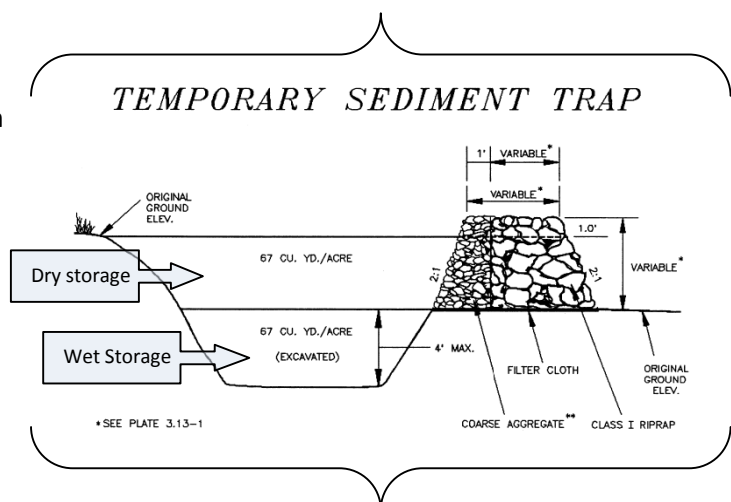 TEMPORARY SEDIMENT TRAP
1' VARIABLE*
VARIABLE*
ORIGINAL
GROUND
ELEV.
1.0'
67 CU. YD./ACRE
Dry storage
2:1
2:1
VARIABLE*
67 CU. YD./ACRE
(EXCAVATED)
Wet Storage
4' MAX.
FILTER CLOTH
ORIGINAL
GROUND
ELEV.
*SEE PLATE 3.13-1
COARSE AGGREGATE** CLASS I RIPRAP